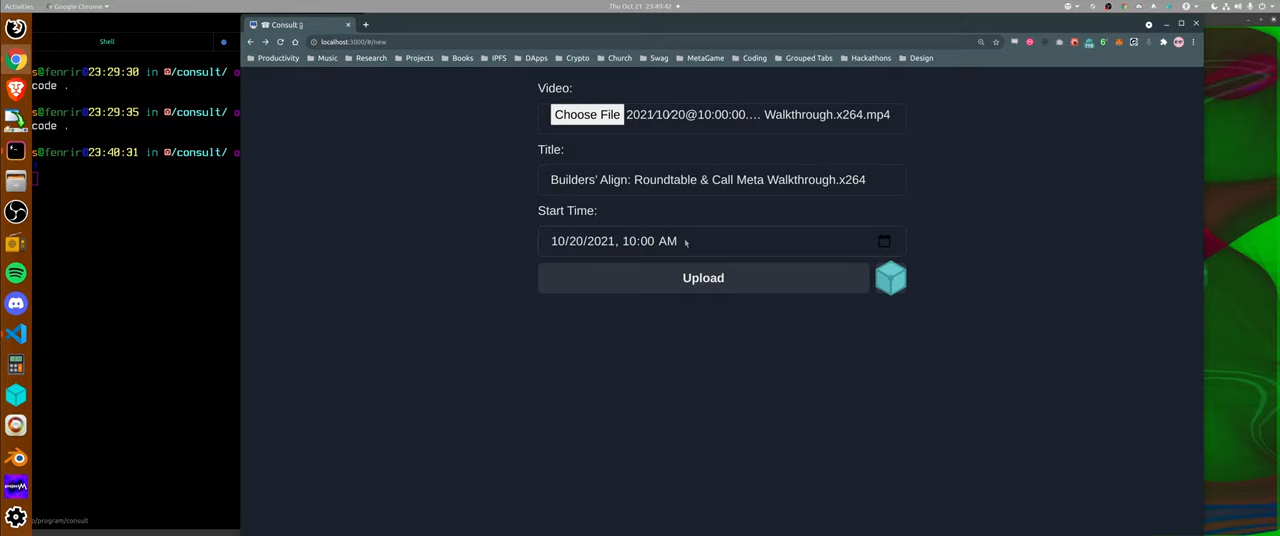 Activities
Google Chrome ▾
Thu Oct 21  23:49:42
Shell
☎ Consult
localhost:3000/#/new
Productivity
Music
Research
Projects
Books
IPFS
DApps
Crypto
Church
Swag
MetaGame
Coding
Grouped Tabs
Hackathons
Design
s@fenrir@23:29:30 in /consult/ o
code .
s@fenrir@23:29:35 in /consult/ o
code .
s@fenrir@23:40:31 in /consult/ o
Video:
Choose File 2021⁄10⁄20@10:00:00.… Walkthrough.x264.mp4
Title:
Builders’ Align: Roundtable & Call Meta Walkthrough.x264
Start Time:
10/20/2021, 10:00 AM
Upload
/program/consult